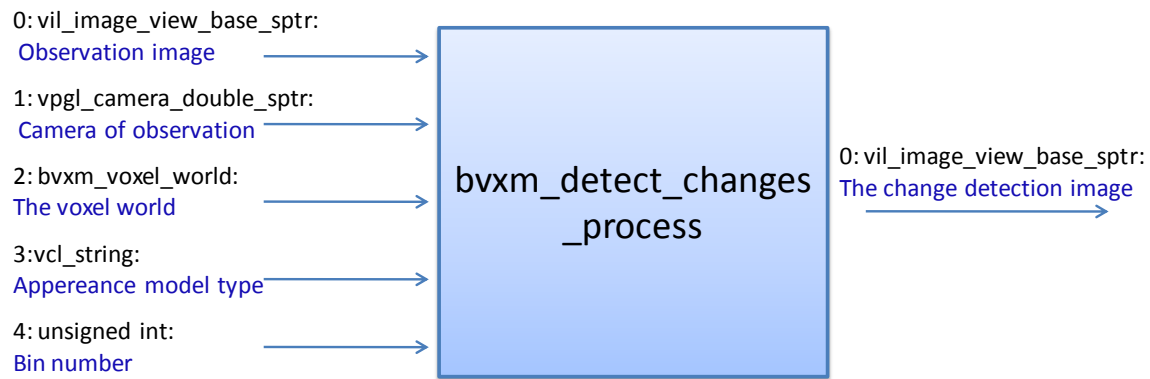 0: vil_image_view_base_sptr:
Observation image
1: vpgl_camera_double_sptr:
Camera of observation
2: bvxm_voxel_world:
The voxel world
3:vcl_string:
Appereance model type
4: unsigned int:
Bin number
bvxm_detect_changes
_process
0: vil_image_view_base_sptr:
The change detection image